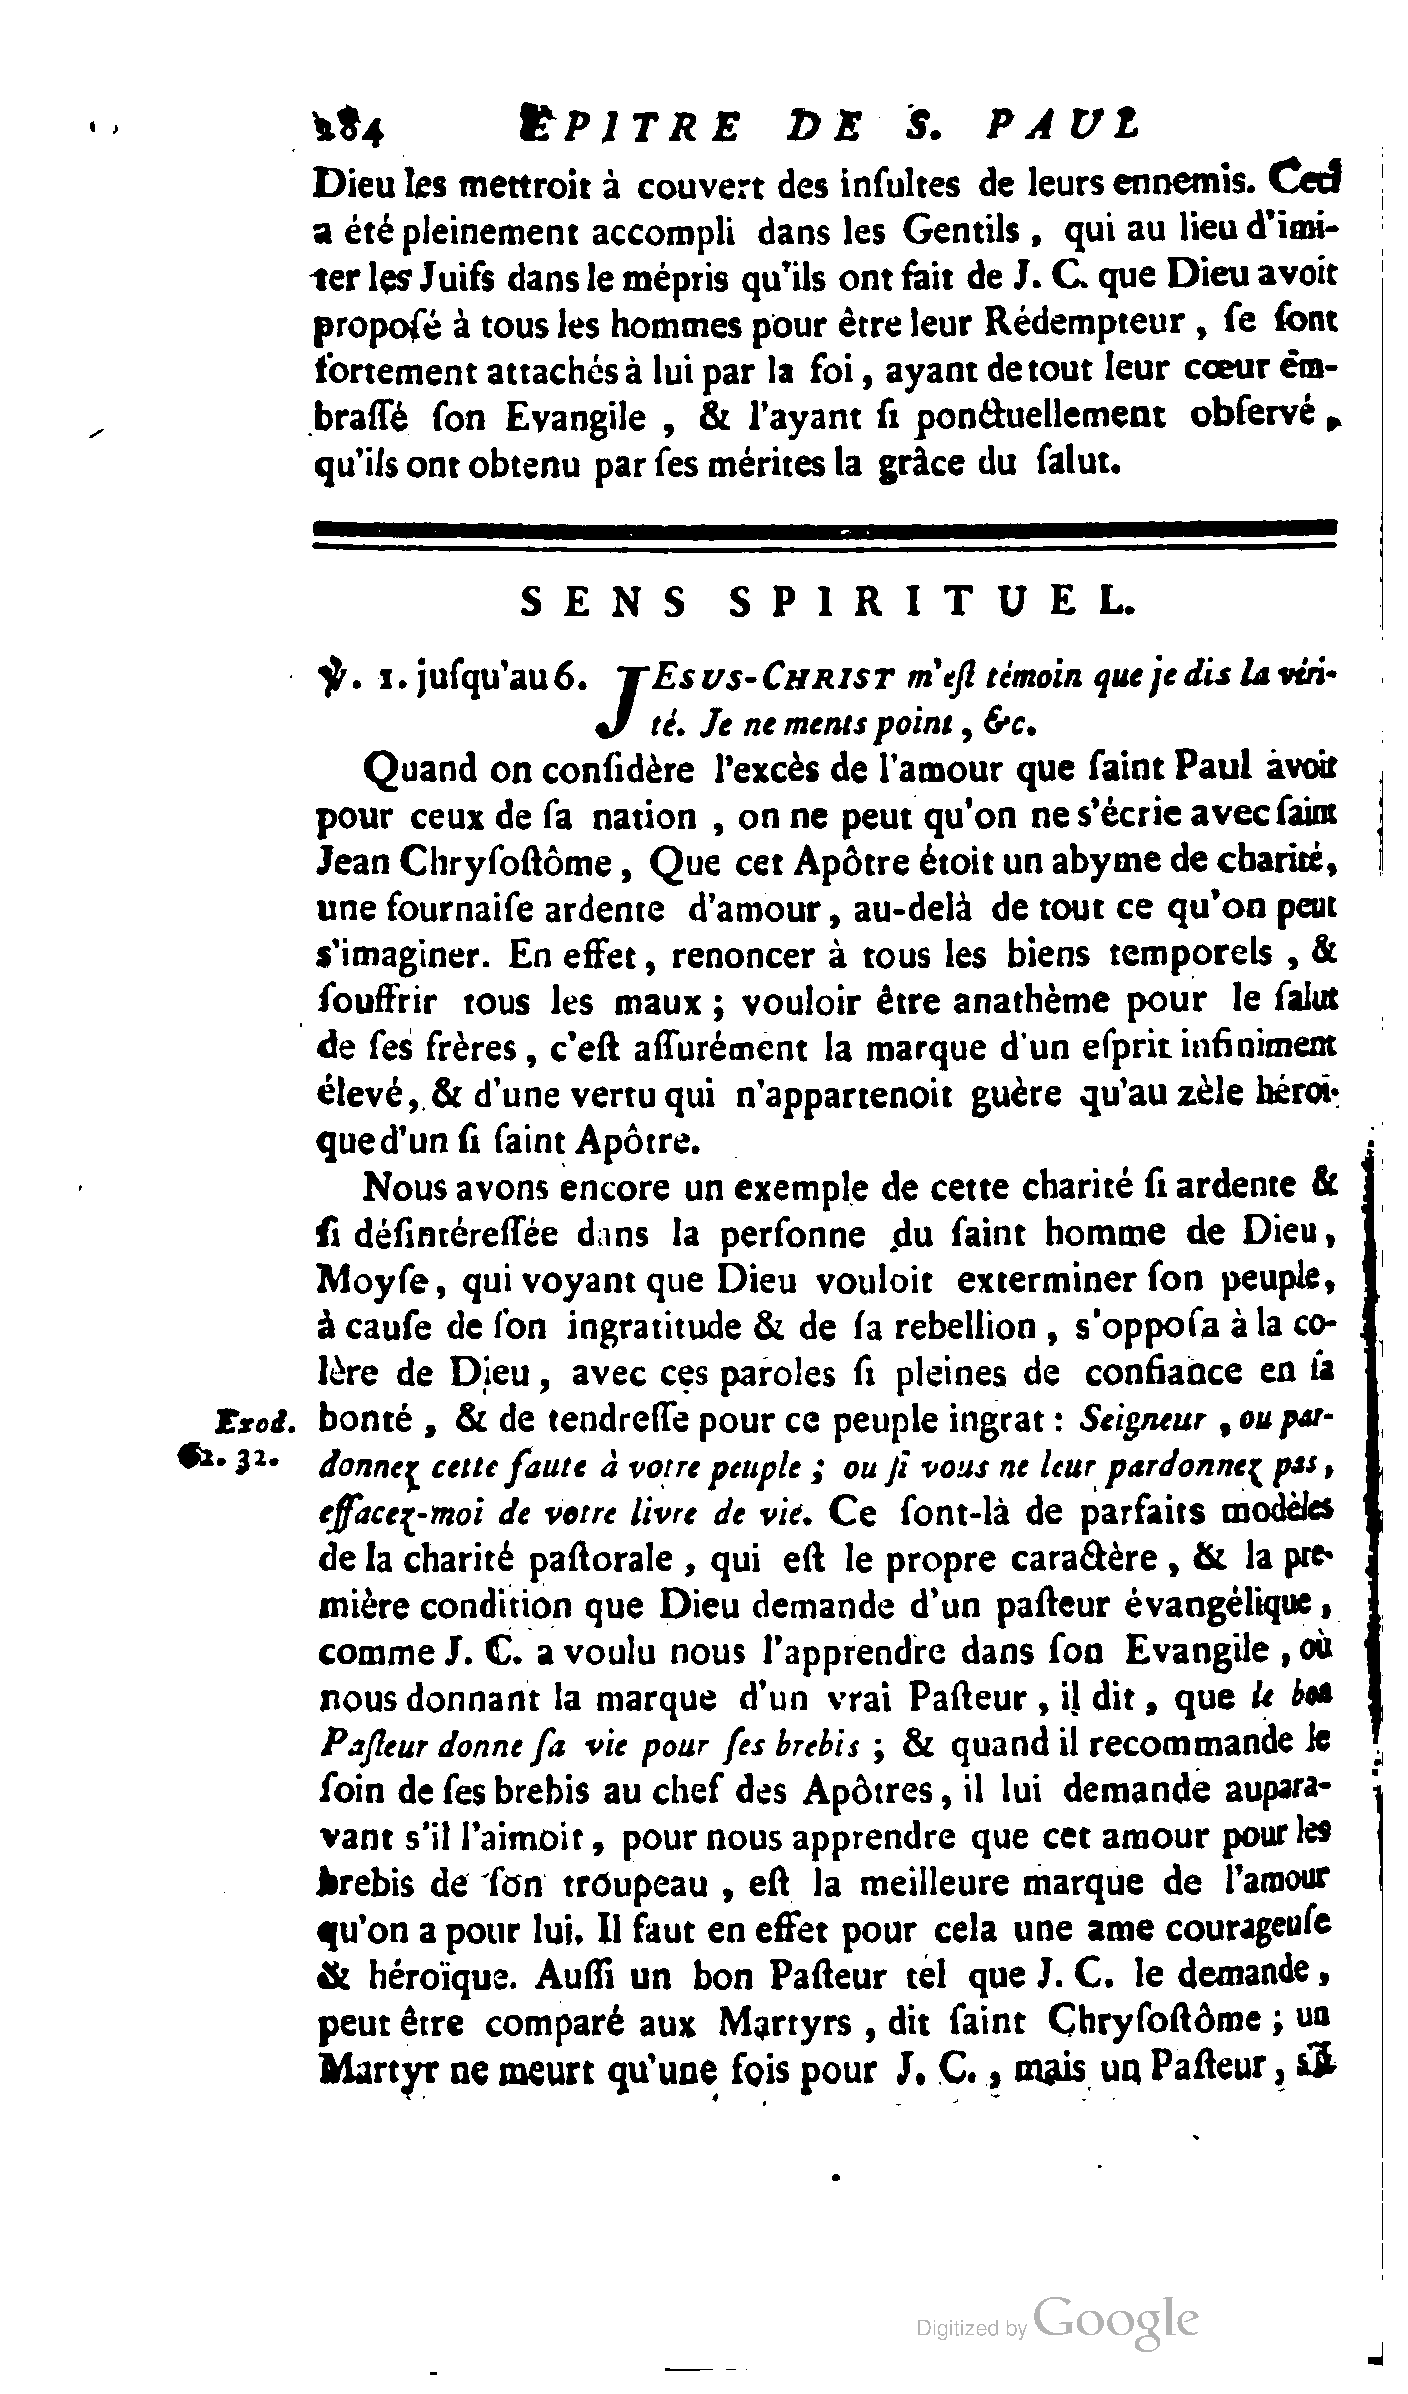 284 EPITRE DE S. PAUL
Dieu les mettroit à couvert des inſultes de leurs ennemis. Ceci
a été pleinement accompli dans les Gentils, qui au lieu d'imi-
ter les Juifs dans le mépris qu'ils ont fait de J. C. que Dieu avoit
propoſé à tous les hommes pour être leur Rédempteur, ſe ſont
fortement attachés à lui par la foi, ayant de tout leur cœur em-
braſſé ſon Evangile, & l'ayant ſi ponctuellement obſervé,
qu'ils ont obtenu par ſes mérites la grâce du ſalut.
SENS SPIRITUEL.
℣. 1. juſqu'au 6. JESUS-CHRIST m'eſt témoin que je dis la véri-
té. Je ne ments point, &c.
Quand on conſidère l'excès de l'amour que ſaint Paul avoit
pour ceux de ſa nation, on ne peut qu'on ne s'écrie avec ſaint
Jean Chryſoſtôme, Que cet Apôtre étoit un abyme de charité,
une fournaiſe ardente d'amour, au-delà de tout ce qu'on peut
s'imaginer. En effet, renoncer à tous les biens temporels, &
ſouffrir tous les maux; vouloir être anathème pour le ſalut
de ſes frères, c'eſt aſſurément la marque d'un eſprit infiniment
élevé, & d'une vertu qui n'appartenoit guère qu'au zèle héroï-
que d'un ſi ſaint Apôtre.
Nous avons encore un exemple de cette charité ſi ardente &
ſi déſintéreſſée dans la perſonne du ſaint homme de Dieu,
Moyſe, qui voyant que Dieu vouloit exterminer ſon peuple,
à cauſe de ſon ingratitude & de ſa rebellion, s'oppoſa à la co-
lère de Dieu, avec ces paroles ſi pleines de confiance en ſa
Exod. bonté, & de tendreſſe pour ce peuple ingrat: Seigneur, ou par-
32. 32. donnez cette faute à votre peuple; ou ſi vous ne leur pardonnez pas,
effacez-moi de votre livre de vie. Ce ſont-là de parfaits modèles
de la charité paſtorale, qui eſt le propre caractère, & la pre-
mière condition que Dieu demande d'un paſteur évangélique,
comme J. C. a voulu nous l'apprendre dans ſon Evangile, où
nous donnant la marque d'un vrai Paſteur, il dit, que le bon
Paſteur donne ſa vie pour ſes brebis; & quand il recommande le
ſoin de ſes brebis au chef des Apôtres, il lui demande aupara-
vant s'il l'aimoit, pour nous apprendre que cet amour pour les
brebis de ſon troupeau, eſt la meilleure marque de l'amour
qu'on a pour lui. Il faut en effet pour cela une ame courageuſe
& héroïque. Auſſi un bon Paſteur tel que J. C. le demande,
peut être comparé aux Martyrs, dit ſaint Chryſoſtôme; un
Martyr ne meurt qu'une fois pour J. C., mais un Paſteur, s'il
Digitized by Google